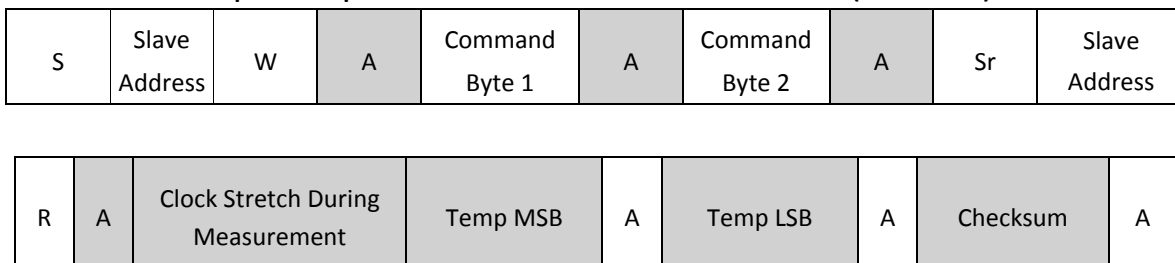 S
Slave
Address
W
A
Command
Byte 1
A
Command
Byte 2
A
Sr
Slave
Address
R
A
Clock Stretch During
Measurement
Temp MSB
A
Temp LSB
A
Checksum
A